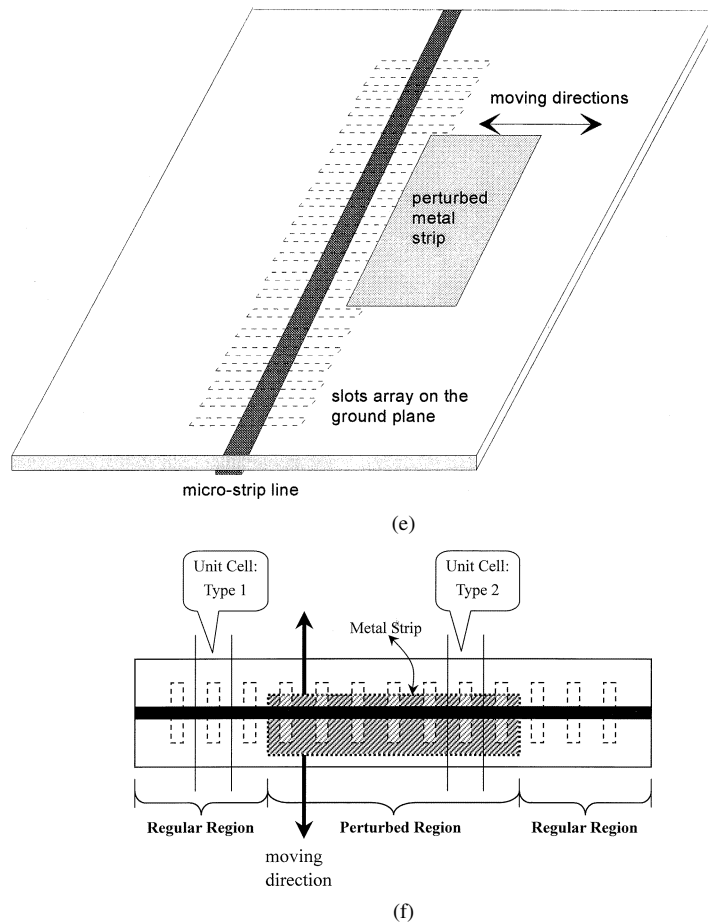 moving directions
perturbed
metal
strip
slots array on the
ground plane
micro-strip line
(e)
Unit Cell:
Type 1
Unit Cell:
Type 2
Metal Strip
Regular Region
Perturbed Region
Regular Region
moving
direction
(f)